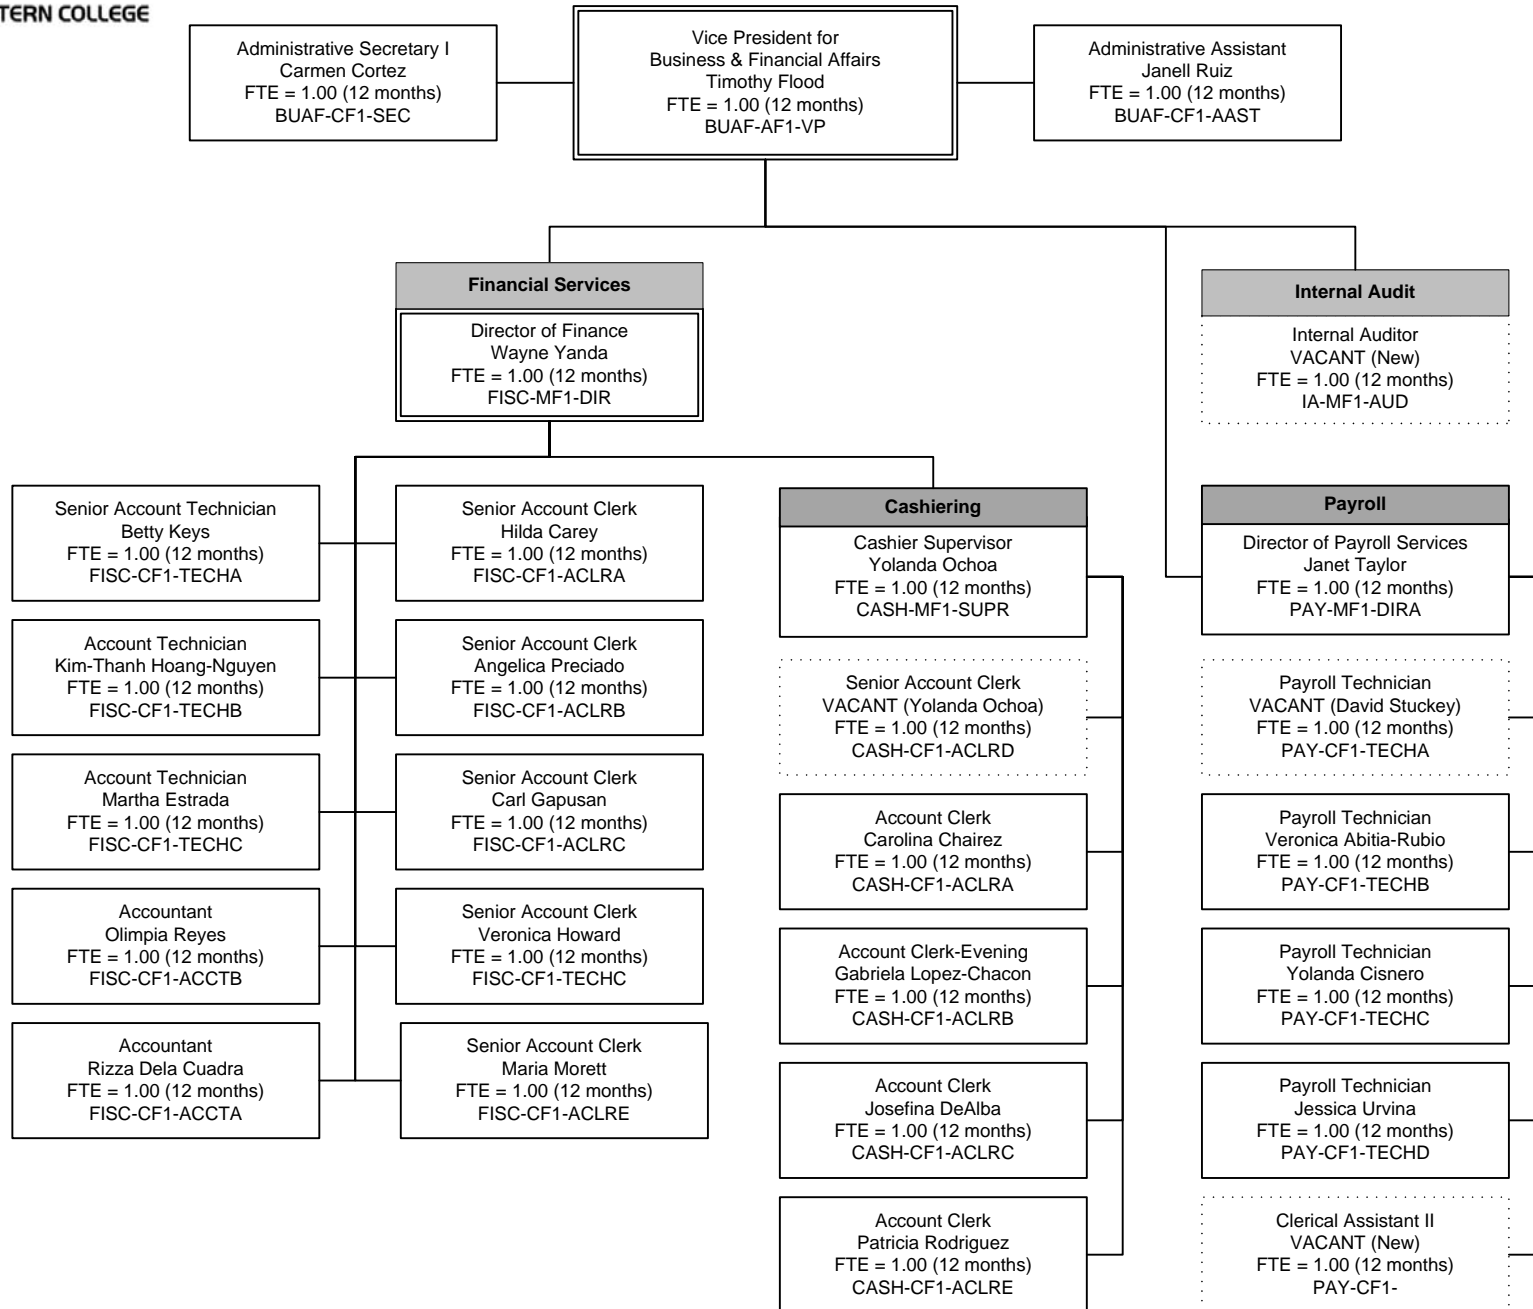 TERN COLLEGE
Administrative Secretary I
Carmen Cortez
FTE = 1.00 (12 months)
BUAF-CF1-SEC
Vice President for
Business & Financial Affairs
Timothy Flood
FTE = 1.00 (12 months)
BUAF-AF1-VP
Administrative Assistant
Janell Ruiz
FTE = 1.00 (12 months)
BUAF-CF1-AAST
Financial Services
Director of Finance
Wayne Yanda
FTE = 1.00 (12 months)
FISC-MF1-DIR
Internal Audit
Internal Auditor
VACANT (New)
FTE = 1.00 (12 months)
IA-MF1-AUD
Senior Account Technician
Betty Keys
FTE = 1.00 (12 months)
FISC-CF1-TECHA
Account Technician
Kim-Thanh Hoang-Nguyen
FTE = 1.00 (12 months)
FISC-CF1-TECHB
Account Technician
Martha Estrada
FTE = 1.00 (12 months)
FISC-CF1-TECHC
Accountant
Olimpia Reyes
FTE = 1.00 (12 months)
FISC-CF1-ACCTB
Accountant
Rizza Dela Cuadra
FTE = 1.00 (12 months)
FISC-CF1-ACCTA
Senior Account Clerk
Hilda Carey
FTE = 1.00 (12 months)
FISC-CF1-ACLRA
Senior Account Clerk
Angelica Preciado
FTE = 1.00 (12 months)
FISC-CF1-ACLRB
Senior Account Clerk
Carl Gapusan
FTE = 1.00 (12 months)
FISC-CF1-ACLRC
Senior Account Clerk
Veronica Howard
FTE = 1.00 (12 months)
FISC-CF1-TECHC
Senior Account Clerk
Maria Morett
FTE = 1.00 (12 months)
FISC-CF1-ACLRE
Cashiering
Cashier Supervisor
Yolanda Ochoa
FTE = 1.00 (12 months)
CASH-MF1-SUPR
Senior Account Clerk
VACANT (Yolanda Ochoa)
FTE = 1.00 (12 months)
CASH-CF1-ACLRD
Account Clerk
Carolina Chairez
FTE = 1.00 (12 months)
CASH-CF1-ACLRA
Account Clerk-Evening
Gabriela Lopez-Chacon
FTE = 1.00 (12 months)
CASH-CF1-ACLRB
Account Clerk
Josefina DeAlba
FTE = 1.00 (12 months)
CASH-CF1-ACLRC
Account Clerk
Patricia Rodriguez
FTE = 1.00 (12 months)
CASH-CF1-ACLRE
Payroll
Director of Payroll Services
Janet Taylor
FTE = 1.00 (12 months)
PAY-MF1-DIRA
Payroll Technician
VACANT (David Stuckey)
FTE = 1.00 (12 months)
PAY-CF1-TECHA
Payroll Technician
Veronica Abitia-Rubio
FTE = 1.00 (12 months)
PAY-CF1-TECHB
Payroll Technician
Yolanda Cisnero
FTE = 1.00 (12 months)
PAY-CF1-TECHC
Payroll Technician
Jessica Urvina
FTE = 1.00 (12 months)
PAY-CF1-TECHD
Clerical Assistant II
VACANT (New)
FTE = 1.00 (12 months)
PAY-CF1-